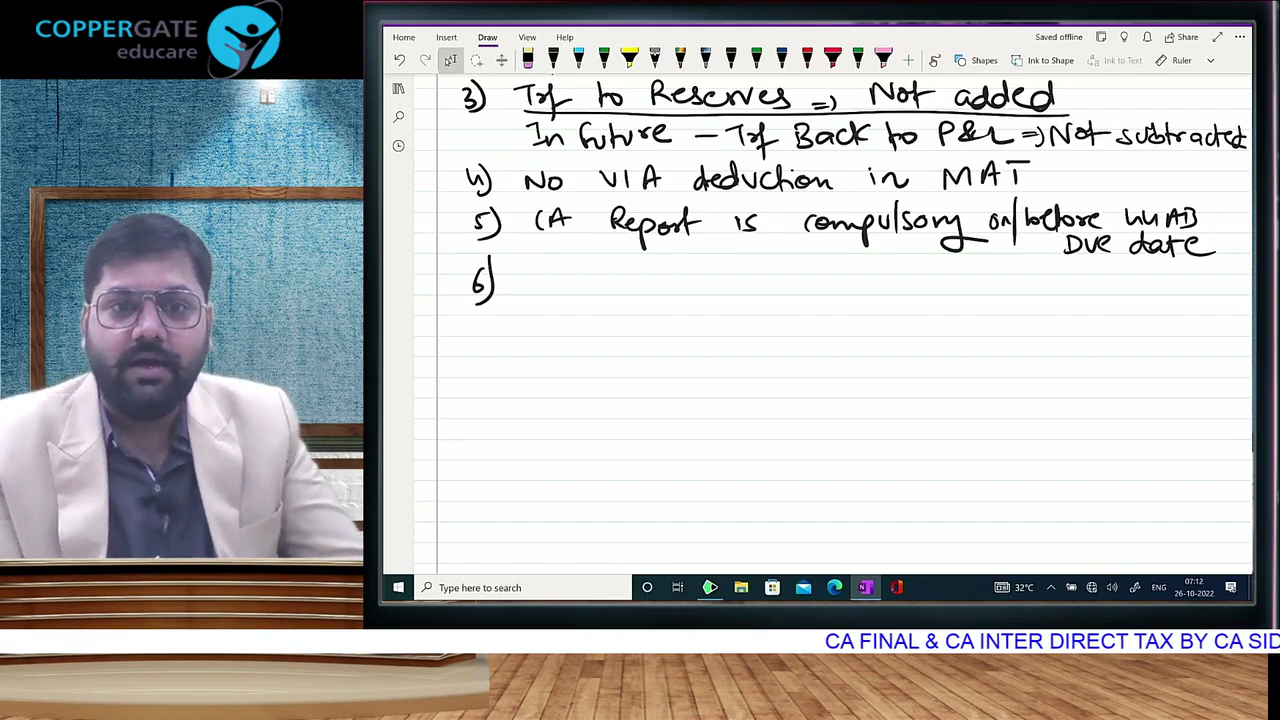 COPPERGATE
educare
Home Insert Draw View Help
Saved offline
Share
Shapes
Ink to Shape
Ink to Text
Ruler
3) Trf to Reserves => Not added
In future - Trf Back to P&L => Not subtracted
4) No VIA deduction in MAT
5) CA Report is compulsory on/before 44AB
Due date
6)
Type here to search
32°C
ENG
07:12
26-10-2022
CA FINAL & CA INTER DIRECT TAX BY CA SID